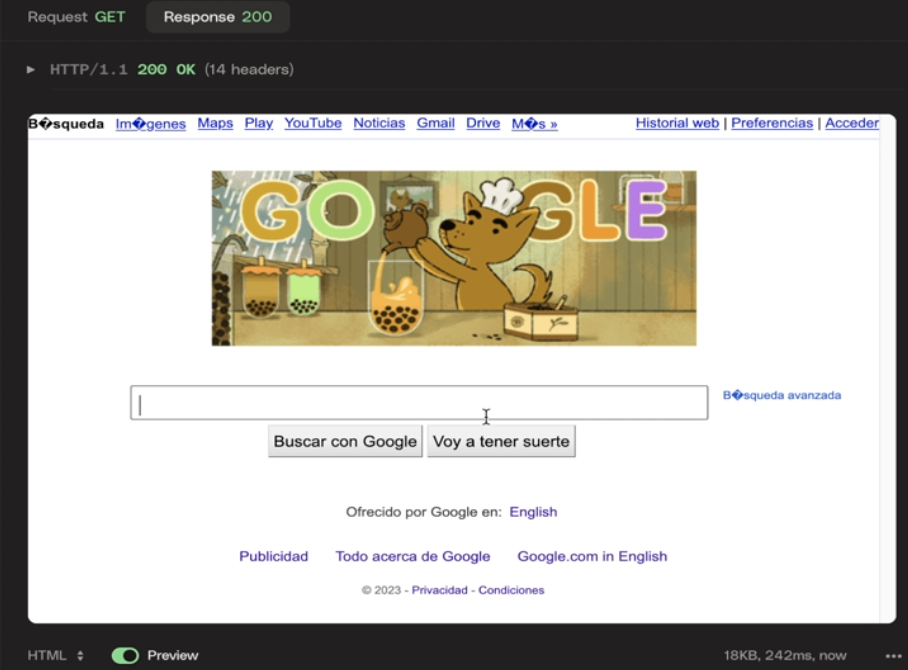 Request GET Response 200
HTTP/1.1 200 OK (14 headers)
B�squeda Im�genes Maps Play YouTube Noticias Gmail Drive M�s » Historial web | Preferencias | Acceder
GOOGLE
B�squeda avanzada
Buscar con Google Voy a tener suerte
Ofrecido por Google en: English
Publicidad Todo acerca de Google Google.com in English
© 2023 - Privacidad - Condiciones
HTML Preview 18KB, 242ms, now